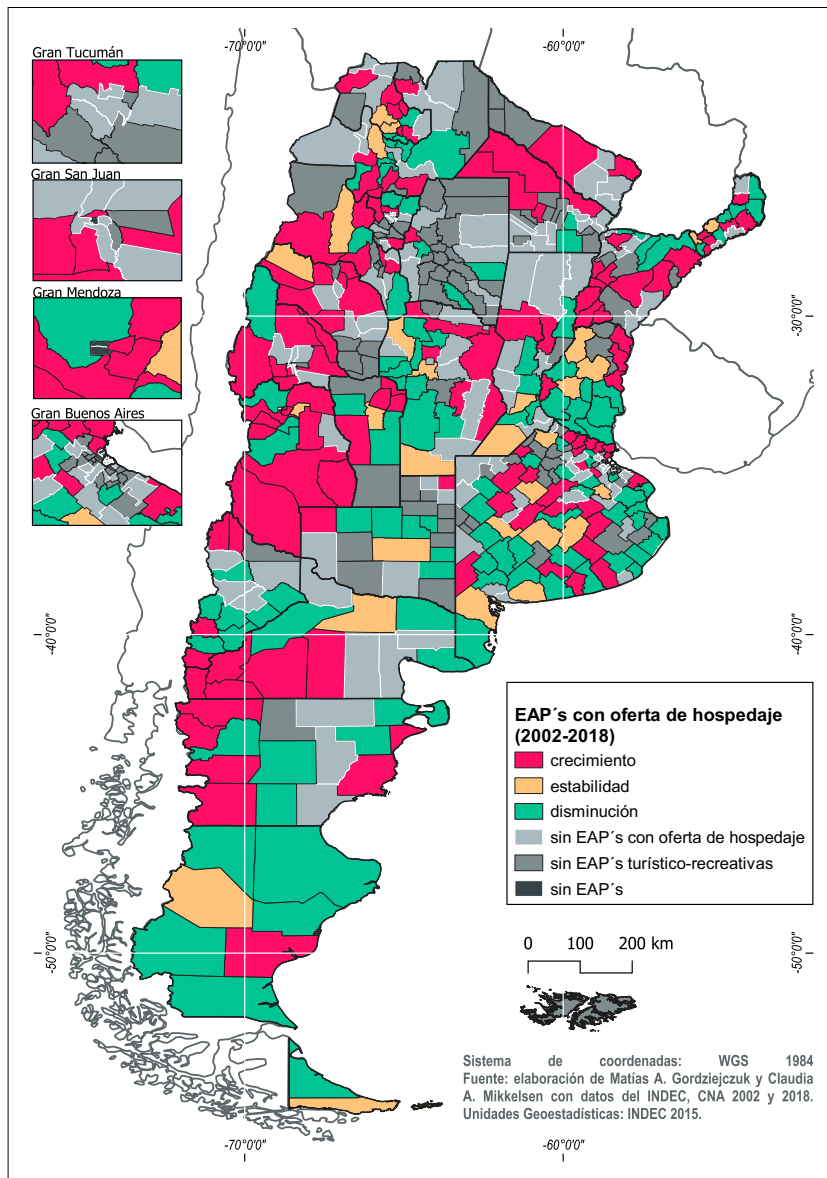 -70°0'0"
-60°0'0"
Gran Tucumán
Gran San Juan
Gran Mendoza
Gran Buenos Aires
-30°0'0"
-30°0'0"
-40°0'0"
-40°0'0"
-50°0'0"
-50°0'0"
EAP´s con oferta de hospedaje
(2002-2018)
crecimiento
estabilidad
disminución
sin EAP´s con oferta de hospedaje
sin EAP´s turístico-recreativas
sin EAP´s
0 100 200 km
Sistema de coordenadas: WGS 1984
Fuente: elaboración de Matías A. Gordziejczuk y Claudia
A. Mikkelsen con datos del INDEC, CNA 2002 y 2018.
Unidades Geoestadísticas: INDEC 2015.
-70°0'0"
-60°0'0"